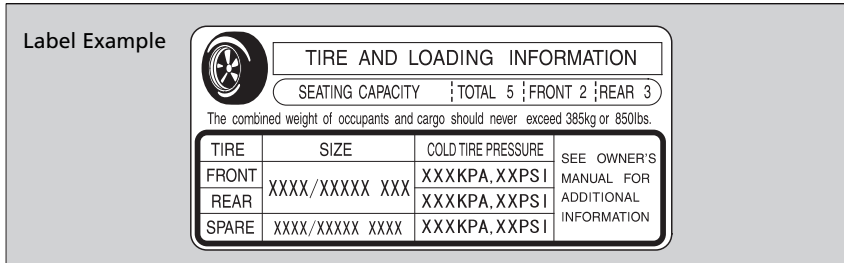 Label Example
TIRE AND LOADING INFORMATION
SEATING CAPACITY TOTAL 5 FRONT 2 REAR 3
The combined weight of occupants and cargo should never exceed 385kg or 850lbs.
TIRE SIZE COLD TIRE PRESSURE
FRONT XXXX/XXXXX XXX XXXKPA,XXPSI
REAR XXXKPA,XXPSI
SPARE XXXX/XXXXX XXXX XXXKPA,XXPSI
SEE OWNER'S
MANUAL FOR
ADDITIONAL
INFORMATION